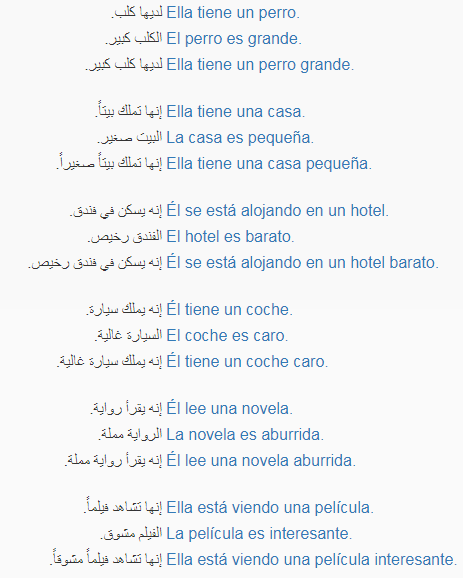 لديها كلب. Ella tiene un perro.
الكلب كبير. El perro es grande.
لديها كلب كبير. Ella tiene un perro grande.
إنها تملك بيتاً. Ella tiene una casa.
البيت صغير. La casa es pequeña.
إنها تملك بيتاً صغيراً. Ella tiene una casa pequeña.
إنه يسكن في فندق. Él se está alojando en un hotel.
الفندق رخيص. El hotel es barato.
إنه يسكن في فندق رخيص. Él se está alojando en un hotel barato.
إنه يملك سيارة. Él tiene un coche.
السيارة غالية. El coche es caro.
إنه يملك سيارة غالية. Él tiene un coche caro.
إنه يقرأ رواية. Él lee una novela.
الرواية مملة. La novela es aburrida.
إنه يقرأ رواية مملة. Él lee una novela aburrida.
إنها تشاهد فيلماً. Ella está viendo una película.
الفيلم مشوق. La película es interesante.
إنها تشاهد فيلماً مشوقاً. Ella está viendo una película interesante.